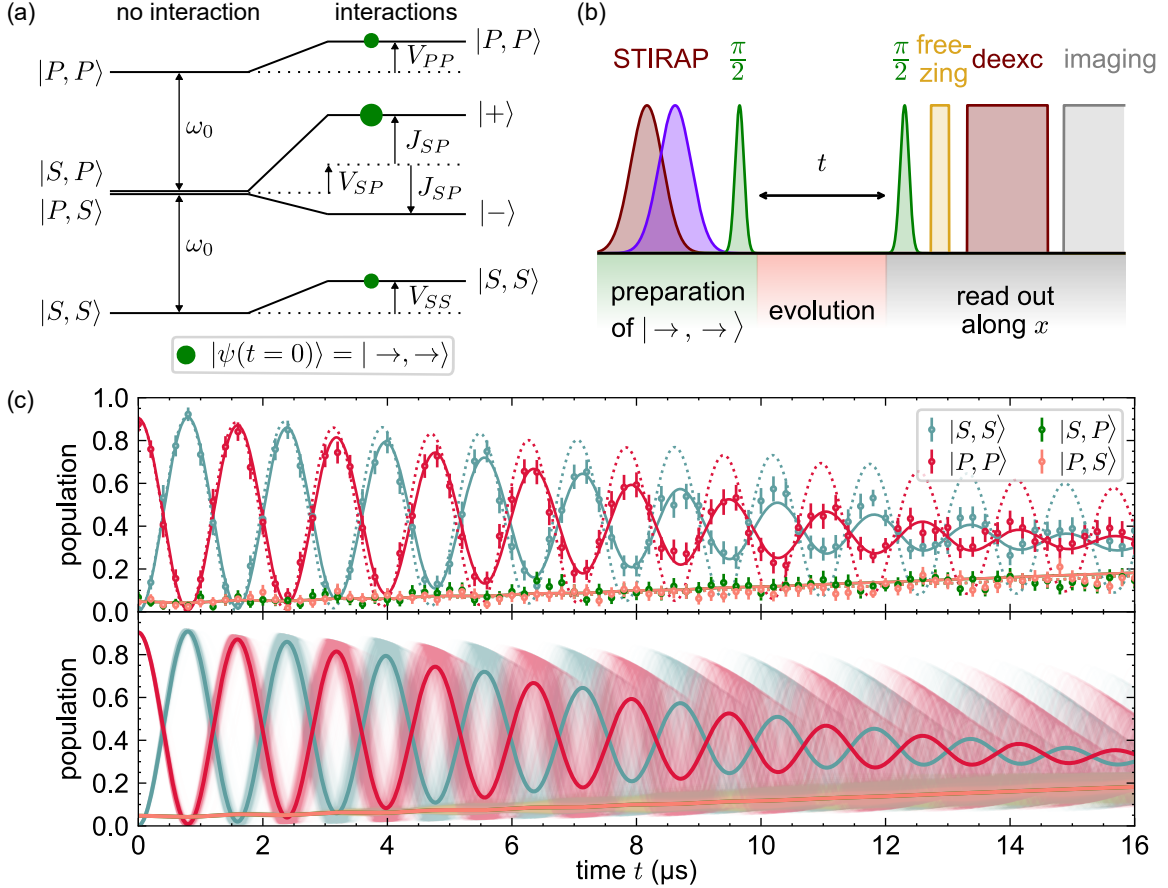 (a) no interaction interactions
|P, P⟩ ω₀ |S, P⟩ |P, S⟩ ω₀ |S, S⟩
|P, P⟩ V_PP |+⟩ J_SP V_SP J_SP |−⟩ |S, S⟩ V_SS
|ψ(t = 0)⟩ = |→, →⟩
(b)
STIRAP π/2 π/2 free- deexc imaging
zing
t
preparation evolution read out
of |→, →⟩ along x
(c)
population
1.0
0.8
0.6
0.4
0.2
0.0
|S, S⟩ |S, P⟩
|P, P⟩ |P, S⟩
population
0.8
0.6
0.4
0.2
0.0
0.0
0 2 4 6 8 10 12 14 16
time t (μs)